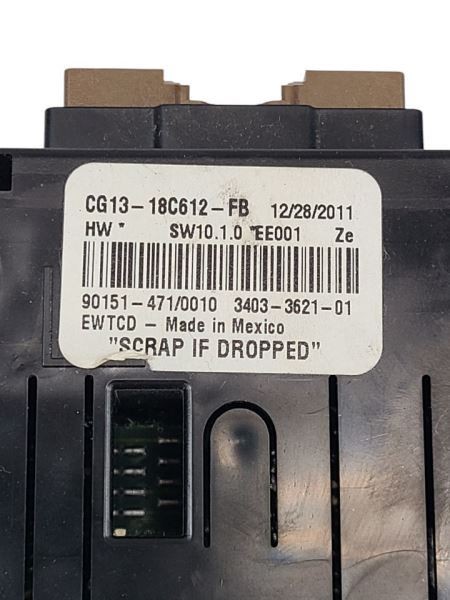 CG13-18C612-FB 12/28/2011
HW * SW10.1.0 *EE001 Ze
90151-471/0010 3403-3621-01
EWTCD - Made in Mexico
"SCRAP IF DROPPED"